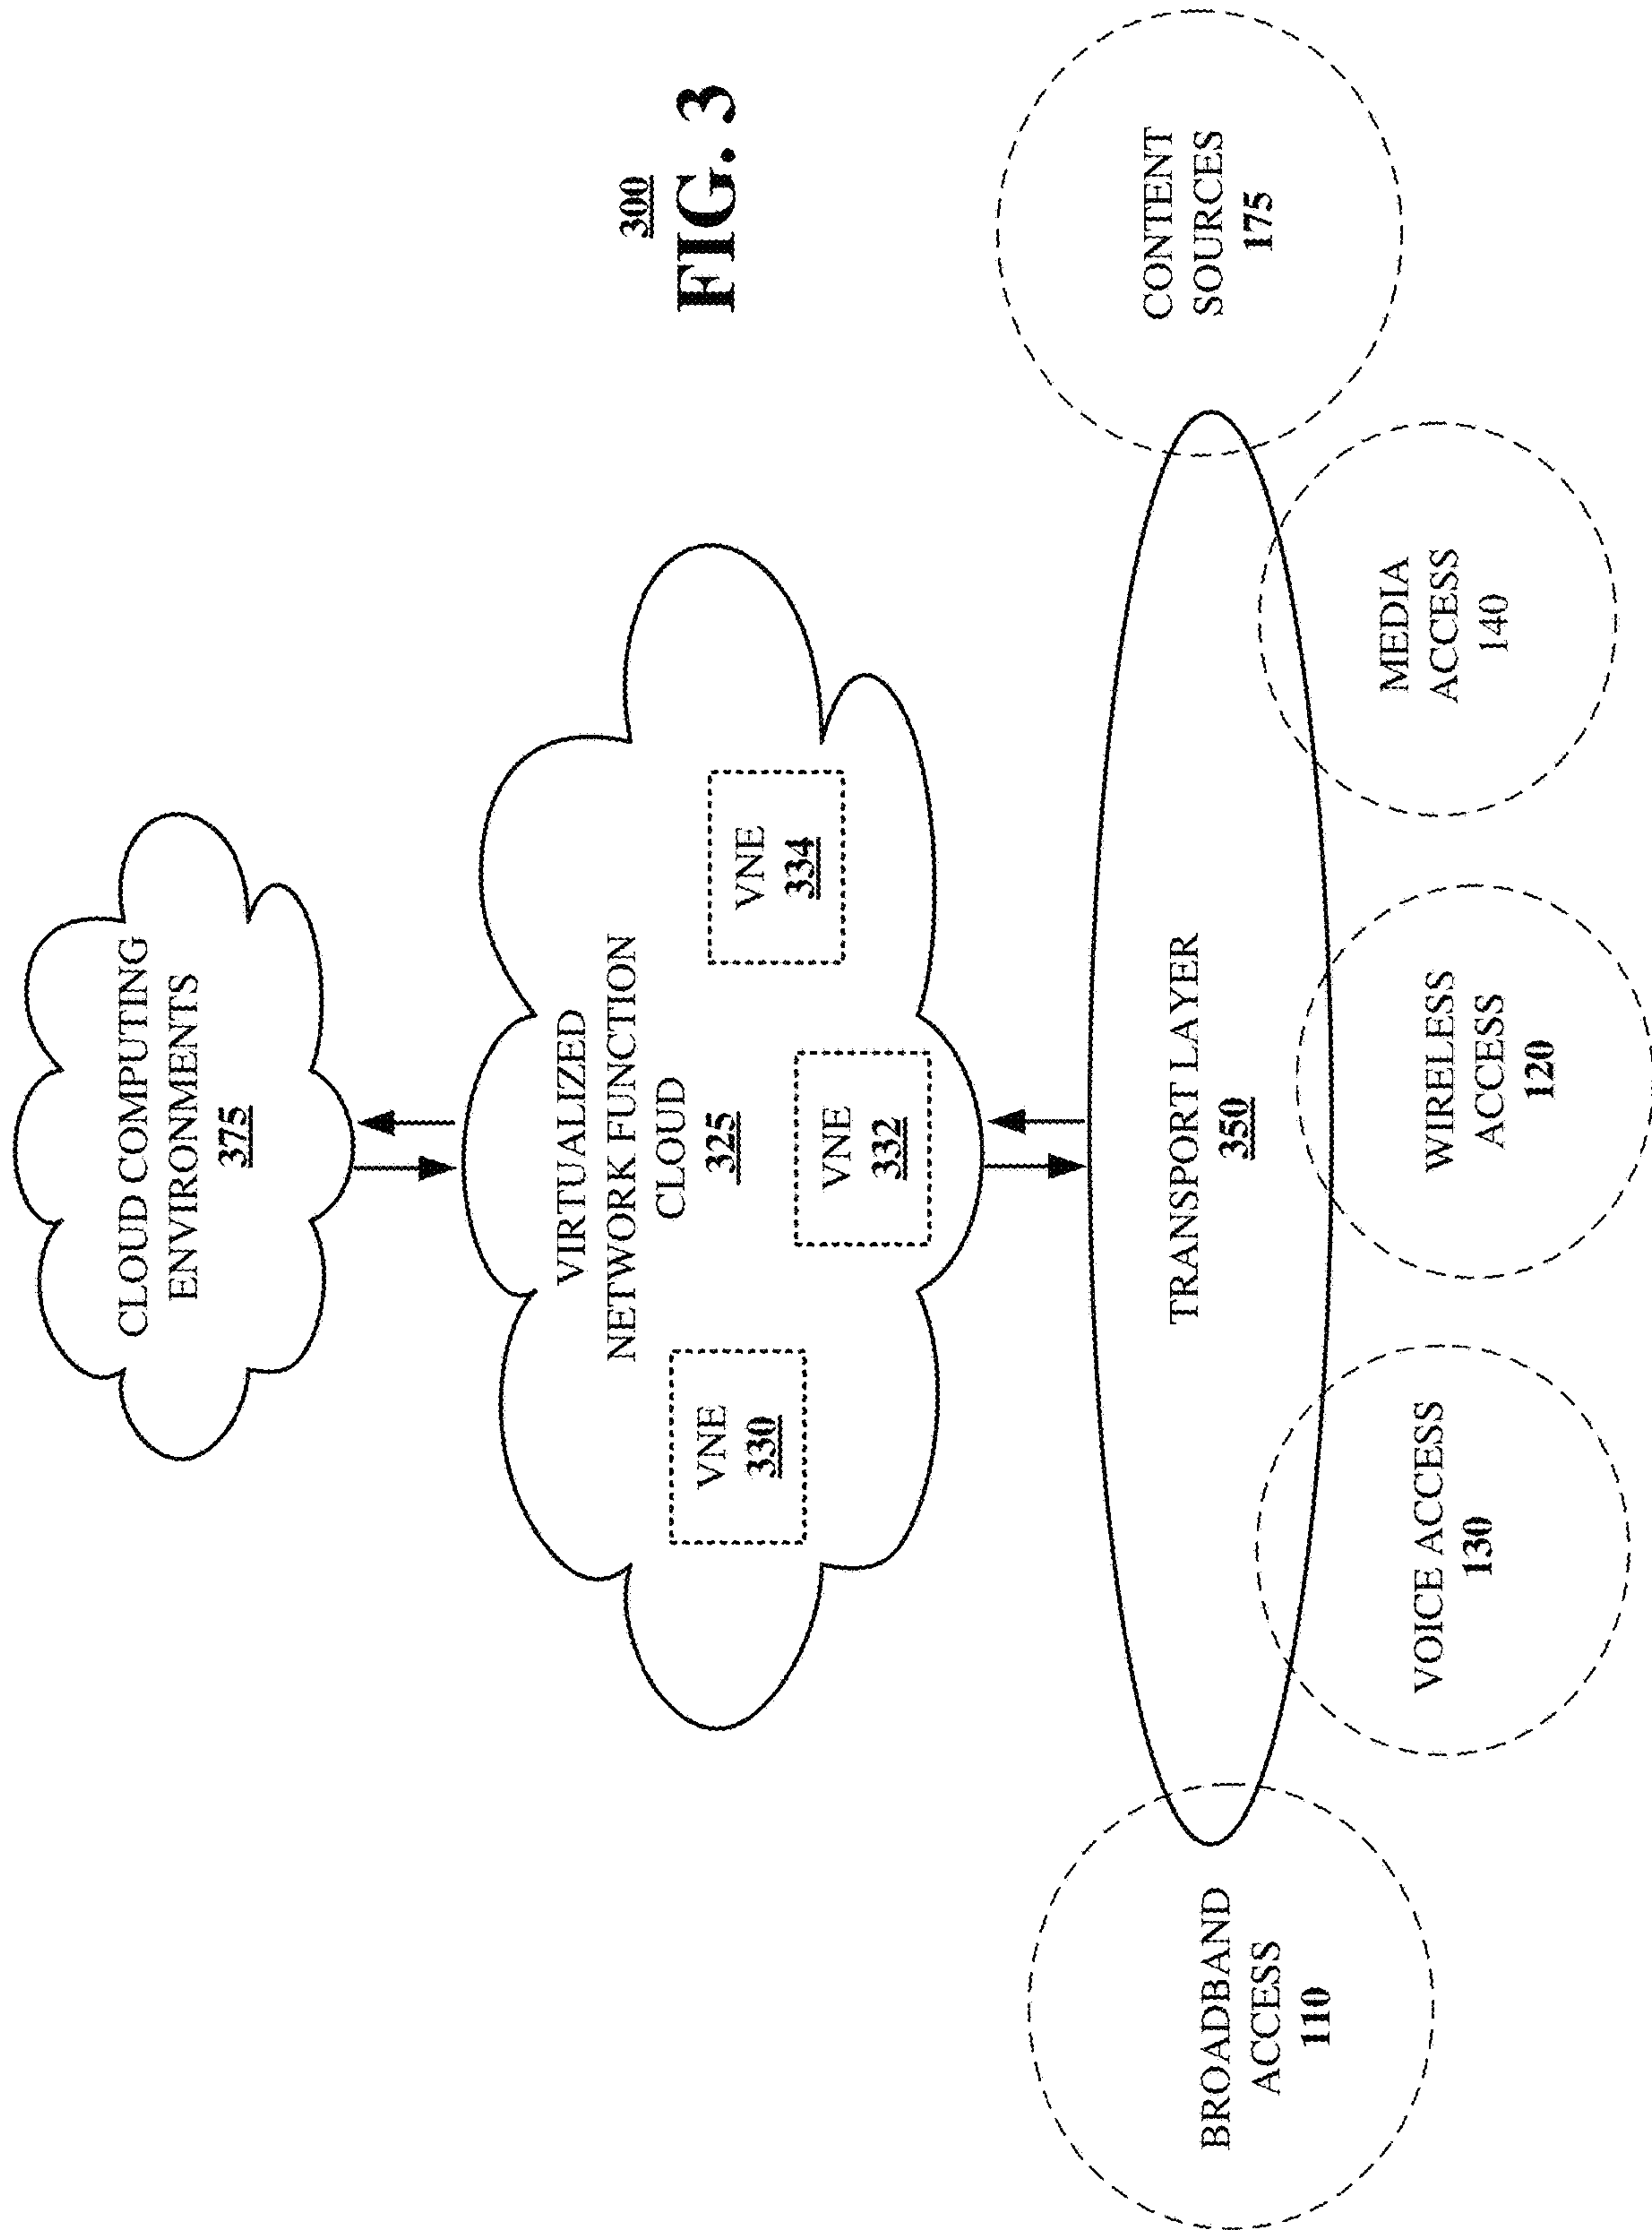 CLOUD COMPUTING
ENVIRONMENTS
375
VIRTUALIZED
NETWORK FUNCTION
CLOUD
325
VNE
330
VNE
332
VNE
334
300
FIG. 3
TRANSPORT LAYER
350
BROADBAND
ACCESS
110
VOICE ACCESS
130
WIRELESS
ACCESS
120
MEDIA
ACCESS
140
CONTENT
SOURCES
175